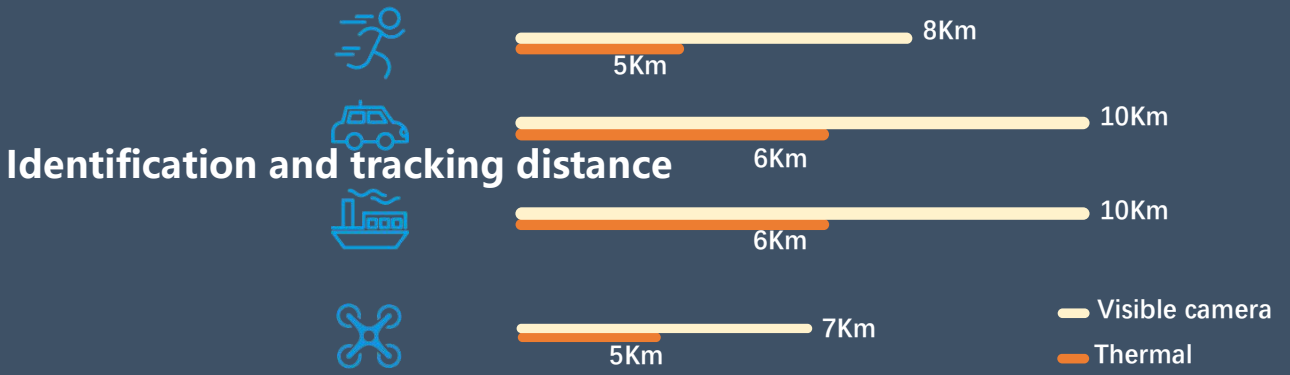 8Km
5Km
10Km
6Km
Identification and tracking distance
10Km
6Km
7Km
5Km
Visible camera
Thermal